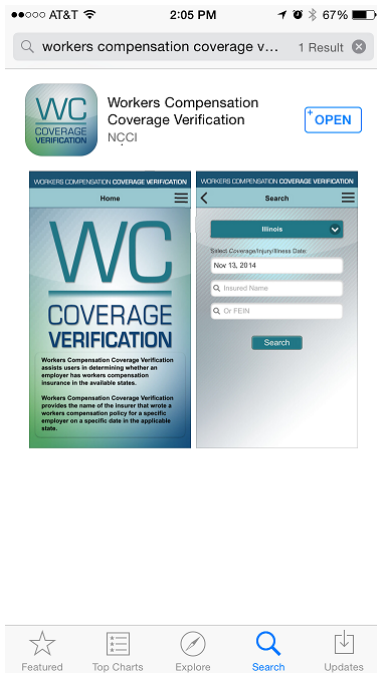 AT&T 2:05 PM 67%
workers compensation coverage v... 1 Result
WC
COVERAGE
VERIFICATION
Workers Compensation
Coverage Verification
NCCI
+OPEN
WORKERS COMPENSATION COVERAGE VERIFICATION
Home
WC
COVERAGE
VERIFICATION
Workers Compensation Coverage Verification
assists users in determining whether an
employer has workers compensation
insurance in the available states.
Workers Compensation Coverage Verification
provides the name of the insurer that wrote a
workers compensation policy for a specific
employer on a specific date in the applicable
state.
WORKERS COMPENSATION COVERAGE VERIFICATION
Search
Illinois
Select Coverage/Injury/Illness Date:
Nov 13, 2014
Insured Name
Or FEIN
Search
Featured Top Charts Explore Search Updates